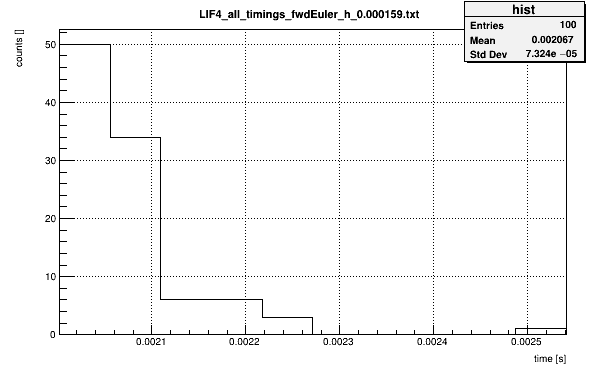 LIF4_all_timings_fwdEuler_h_0.000159.txt
hist
Entries 100
Mean 0.002067
Std Dev 7.324e −05
counts []
50
40
30
20
10
0
0.0021 0.0022 0.0023 0.0024 0.0025
time [s]